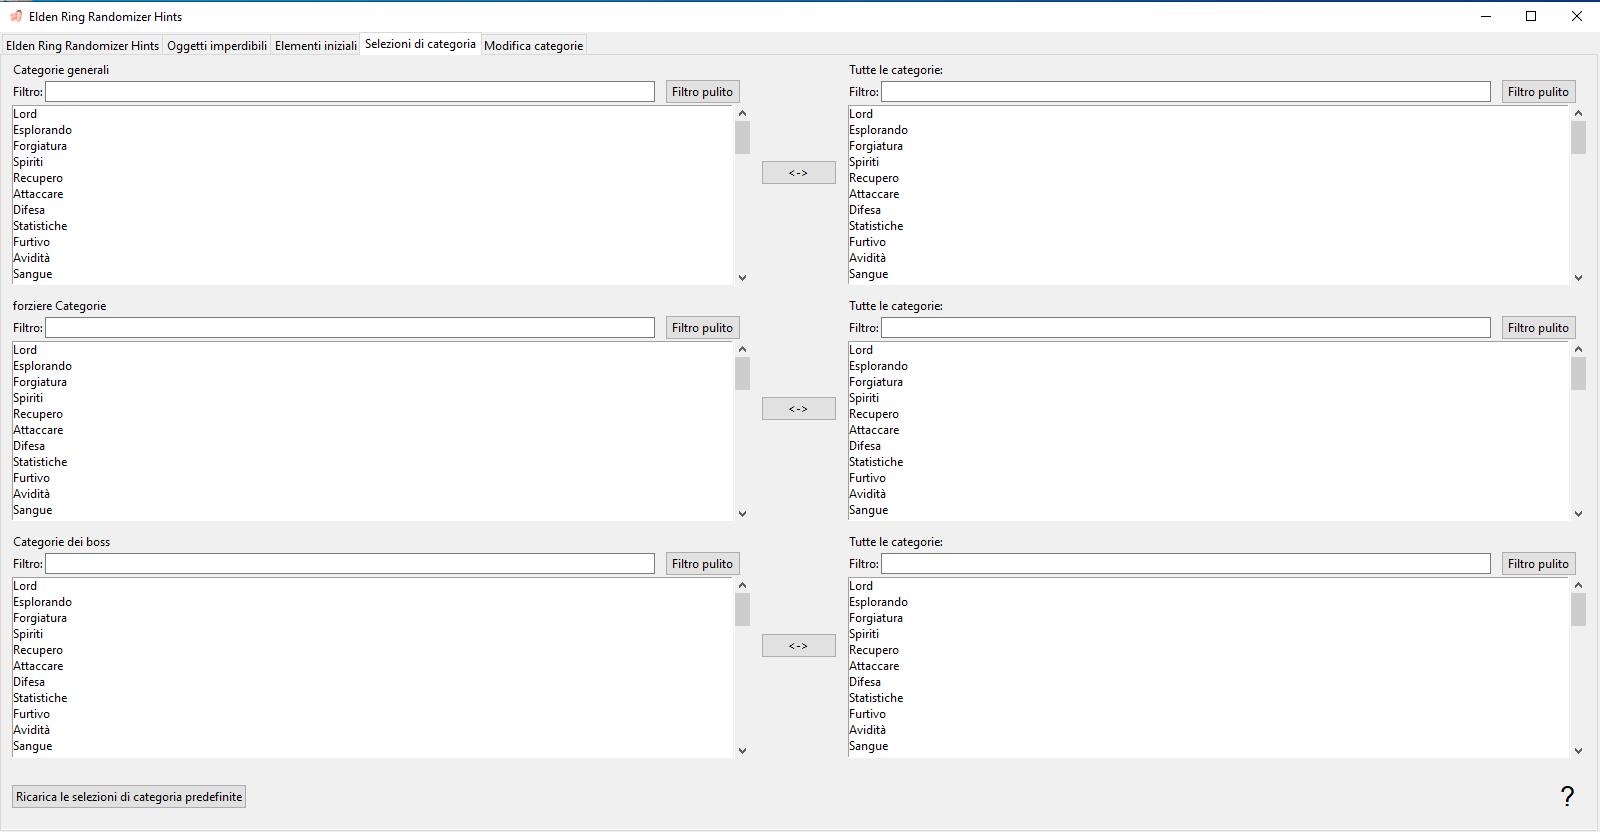 Elden Ring Randomizer Hints
Elden Ring Randomizer Hints Oggetti imperdibili Elementi iniziali Selezioni di categoria Modifica categorie
Categorie generali
Filtro: Filtro pulito
Lord
Esplorando
Forgiatura
Spiriti
Recupero
Attaccare
Difesa
Statistiche
Furtivo
Avidità
Sangue
<->
Tutte le categorie:
Filtro: Filtro pulito
Lord
Esplorando
Forgiatura
Spiriti
Recupero
Attaccare
Difesa
Statistiche
Furtivo
Avidità
Sangue
forziere Categorie
Filtro: Filtro pulito
Lord
Esplorando
Forgiatura
Spiriti
Recupero
Attaccare
Difesa
Statistiche
Furtivo
Avidità
Sangue
<->
Tutte le categorie:
Filtro: Filtro pulito
Lord
Esplorando
Forgiatura
Spiriti
Recupero
Attaccare
Difesa
Statistiche
Furtivo
Avidità
Sangue
Categorie dei boss
Filtro: Filtro pulito
Lord
Esplorando
Forgiatura
Spiriti
Recupero
Attaccare
Difesa
Statistiche
Furtivo
Avidità
Sangue
<->
Tutte le categorie:
Filtro: Filtro pulito
Lord
Esplorando
Forgiatura
Spiriti
Recupero
Attaccare
Difesa
Statistiche
Furtivo
Avidità
Sangue
Ricarica le selezioni di categoria predefinite
?